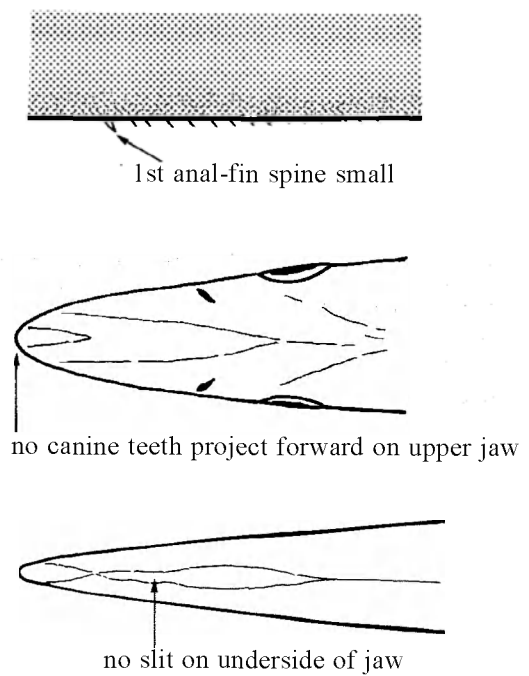 1st anal-fin spine small
no canine teeth project forward on upper jaw
no slit on underside of jaw